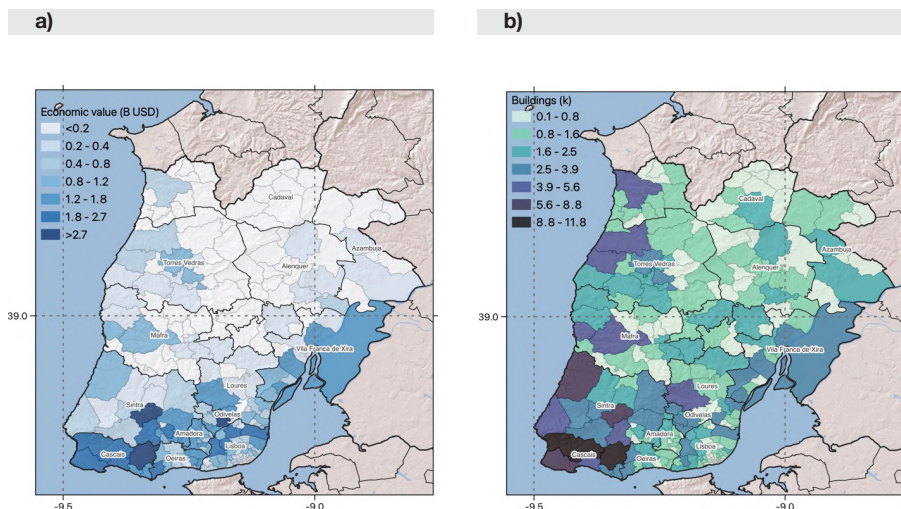 a)
b)
Economic value (B USD)
<0.2
0.2 - 0.4
0.4 - 0.8
0.8 - 1.2
1.2 - 1.8
1.8 - 2.7
>2.7
Cadaval
Azambuja
Torres Vedras
Alenquer
39.0
Mafra
Vila Franca de Xira
Loures
Sintra
Odivelas
Amadora
Lisboa
Cascais
Oeiras
-9.5
-9.0
Buildings (k)
0.1 - 0.8
0.8 - 1.6
1.6 - 2.5
2.5 - 3.9
3.9 - 5.6
5.6 - 8.8
8.8 - 11.8
Cadaval
Azambuja
Torres Vedras
Alenquer
39.0
Mafra
Vila Franca de Xira
Loures
Sintra
Odivelas
Amadora
Lisboa
Cascais
Oeiras
-9.5
-9.0